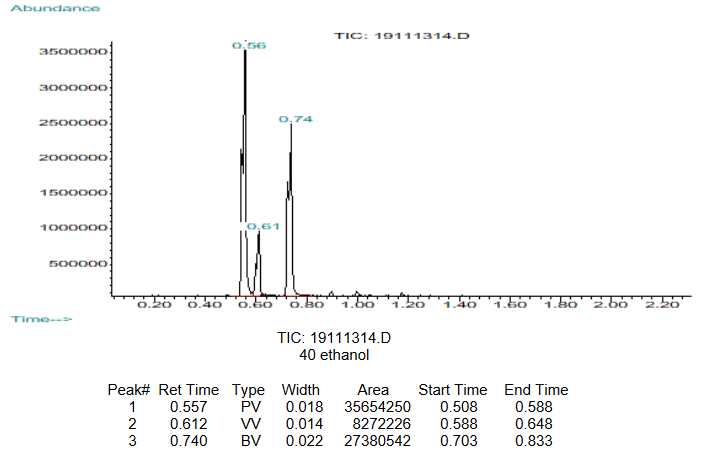 Abundance
TIC: 19111314.D
0.56
3500000
3000000
2500000
0.74
2000000
1500000
1000000
0.61
500000
0.20 0.40 0.60 0.80 1.00 1.20 1.40 1.60 1.80 2.00 2.20
Time-->
TIC: 19111314.D
40 ethanol
Peak# Ret Time Type Width Area Start Time End Time
1 0.557 PV 0.018 35654250 0.508 0.588
2 0.612 VV 0.014 8272226 0.588 0.648
3 0.740 BV 0.022 27380542 0.703 0.833